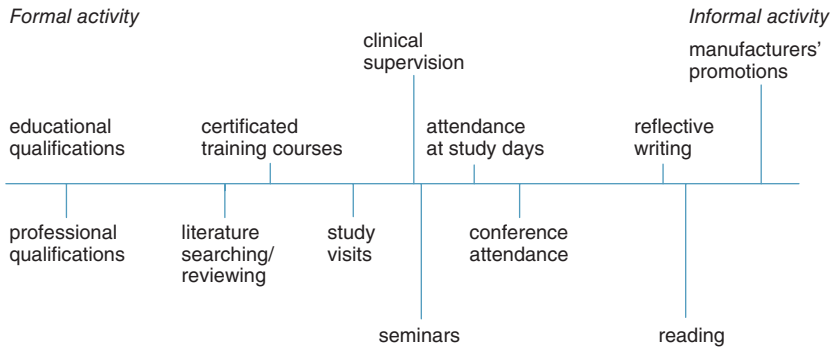 Formal activity
Informal activity
clinical
supervision
manufacturers’
promotions
educational
qualifications
certificated
training courses
attendance
at study days
reflective
writing
professional
qualifications
literature
searching/
reviewing
study
visits
conference
attendance
seminars
reading